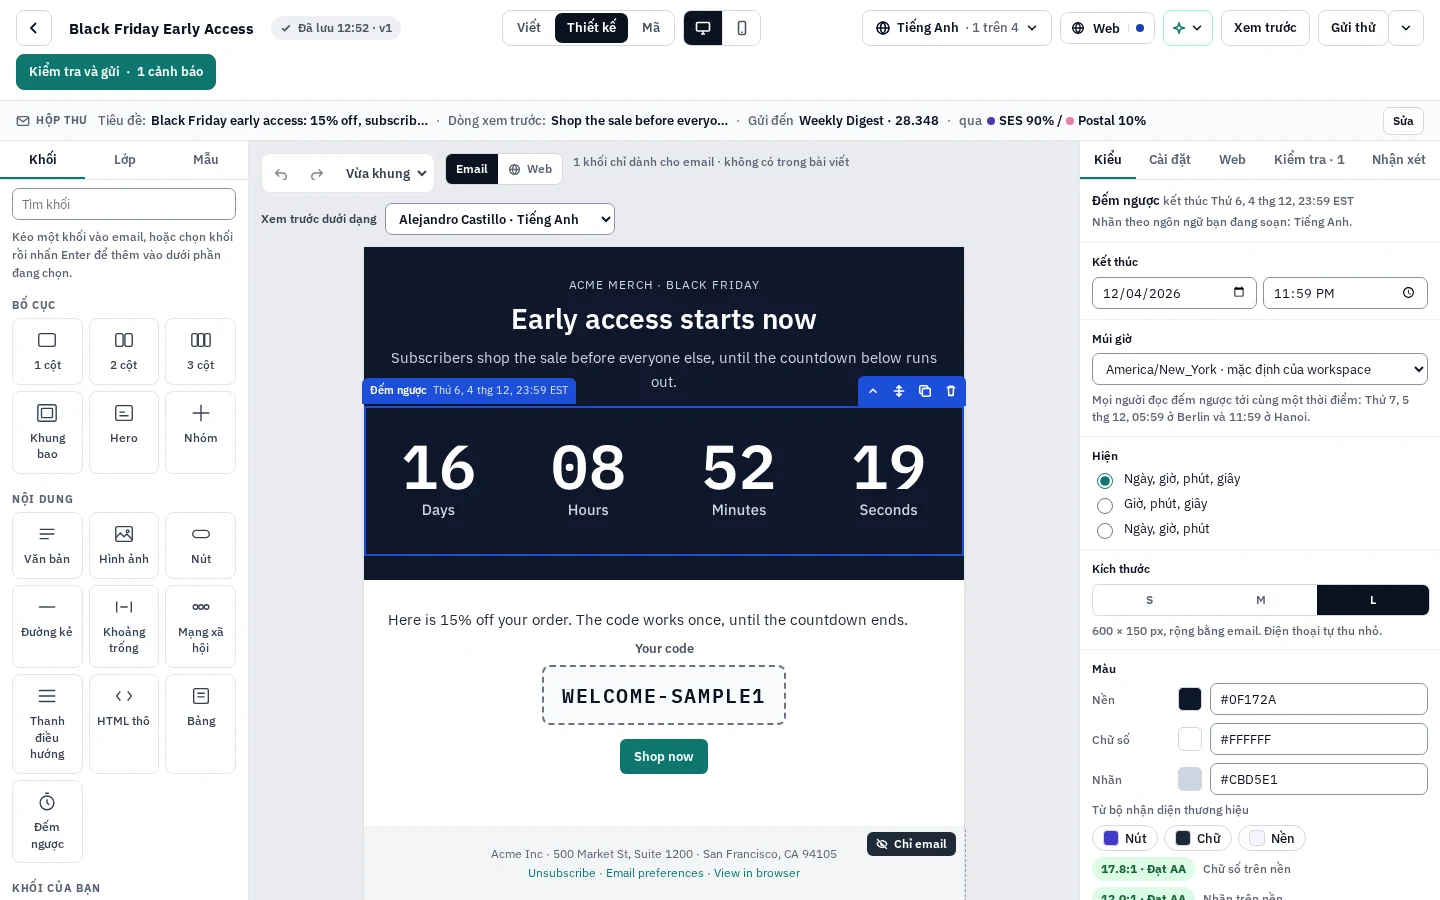 Black Friday Early Access
Đã lưu 12:52 · v1
Viết
Thiết kế
Mã
Tiếng Anh · 1 trên 4
Web
Xem trước
Gửi thử
Kiểm tra và gửi · 1 cảnh báo
HỘP THƯ
Tiêu đề: Black Friday early access: 15% off, subscrib… · Dòng xem trước: Shop the sale before everyo… · Gửi đến Weekly Digest · 28.348 · qua SES 90% / Postal 10%
Sửa
Khối
Lớp
Mẫu
Tìm khối
Kéo một khối vào email, hoặc chọn khối
rồi nhấn Enter để thêm vào dưới phần
đang chọn.
BỐ CỤC
1 cột
2 cột
3 cột
Khung
bao
Hero
Nhóm
NỘI DUNG
Văn bản
Hình ảnh
Nút
Đường kẻ
Khoảng
trống
Mạng xã
hội
Thanh
điều
hướng
HTML thô
Bảng
Đếm
ngược
KHỐI CỦA BẠN
Vừa khung
Email
Web
1 khối chỉ dành cho email · không có trong bài viết
Xem trước dưới dạng
Alejandro Castillo · Tiếng Anh
ACME MERCH · BLACK FRIDAY
Early access starts now
Subscribers shop the sale before everyone else, until the countdown below runs
out.
Đếm ngược Thứ 6, 4 thg 12, 23:59 EST
16
08
52
19
Days
Hours
Minutes
Seconds
Here is 15% off your order. The code works once, until the countdown ends.
Your code
WELCOME-SAMPLE1
Shop now
Chỉ email
Acme Inc · 500 Market St, Suite 1200 · San Francisco, CA 94105
Unsubscribe · Email preferences · View in browser
Kiểu
Cài đặt
Web
Kiểm tra · 1
Nhận xét
Đếm ngược kết thúc Thứ 6, 4 thg 12, 23:59 EST
Nhãn theo ngôn ngữ bạn đang soạn: Tiếng Anh.
Kết thúc
12/04/2026
11:59 PM
Múi giờ
America/New_York · mặc định của workspace
Mọi người đọc đếm ngược tới cùng một thời điểm: Thứ 7, 5
thg 12, 05:59 ở Berlin và 11:59 ở Hanoi.
Hiện
Ngày, giờ, phút, giây
Giờ, phút, giây
Ngày, giờ, phút
Kích thước
S
M
L
600 × 150 px, rộng bằng email. Điện thoại tự thu nhỏ.
Màu
Nền
#0F172A
Chữ số
#FFFFFF
Nhãn
#CBD5E1
Từ bộ nhận diện thương hiệu
Nút
Chữ
Nền
17.8:1 · Đạt AA
Chữ số trên nền
12.0:1 · Đạt AA
Nhãn trên nền